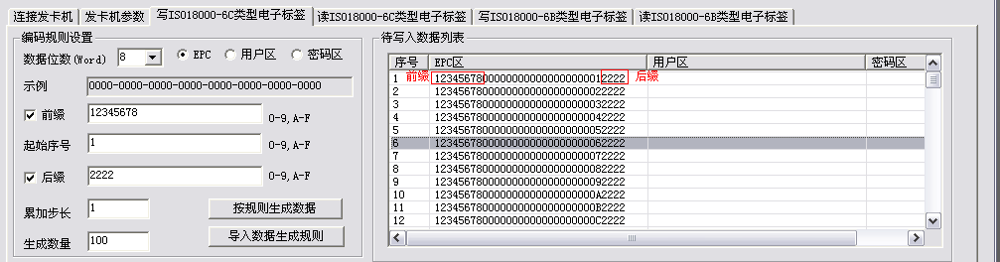 连接发卡机 发卡机参数 写ISO18000-6C类型电子标签 读ISO18000-6C类型电子标签 写ISO18000-6B类型电子标签 读ISO18000-6B类型电子标签
编码规则设置
数据位数(Word) 8 EPC 用户区 密码区
示例 0000-0000-0000-0000-0000-0000-0000-0000
前缀 12345678 0-9,A-F
起始序号 1 0-9,A-F
后缀 2222 0-9,A-F
累加步长 1 按规则生成数据
生成数量 100 导入数据生成规则
待写入数据列表
序号 EPC区 用户区 密码区
1 前缀 12345678000000000000000000012222 后缀
2 12345678000000000000000000022222
3 12345678000000000000000000032222
4 12345678000000000000000000042222
5 12345678000000000000000000052222
6 12345678000000000000000000062222
7 12345678000000000000000000072222
8 12345678000000000000000000082222
9 12345678000000000000000000092222
10 123456780000000000000000000A2222
11 123456780000000000000000000B2222
12 123456780000000000000000000C2222